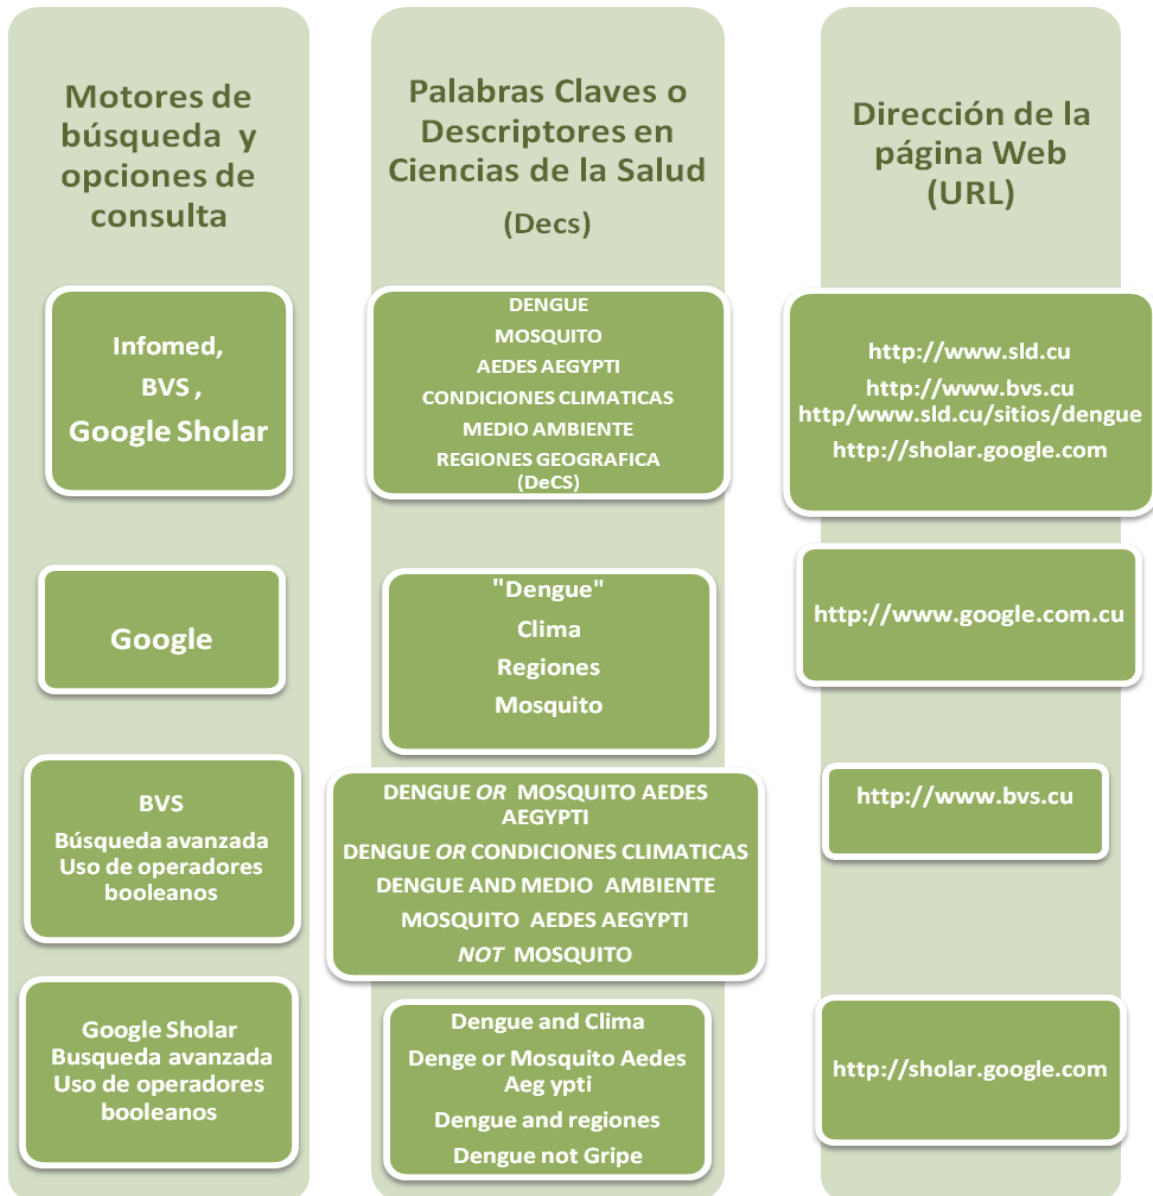 Motores de
búsqueda y
opciones de
consulta
Palabras Claves o
Descriptores en
Ciencias de la Salud
(Decs)
Dirección de la
página Web
(URL)
Infomed,
BVS ,
Google Sholar
DENGUE
MOSQUITO
AEDES AEGYPTI
CONDICIONES CLIMATICAS
MEDIO AMBIENTE
REGIONES GEOGRAFICA
(DeCS)
http://www.sld.cu
http://www.bvs.cu
http/www.sld.cu/sitios/dengue
http://sholar.google.com
Google
"Dengue"
Clima
Regiones
Mosquito
http://www.google.com.cu
BVS
Búsqueda avanzada
Uso de operadores
booleanos
DENGUE OR MOSQUITO AEDES
AEGYPTI
DENGUE OR CONDICIONES CLIMATICAS
DENGUE AND MEDIO AMBIENTE
MOSQUITO AEDES AEGYPTI
NOT MOSQUITO
http://www.bvs.cu
Google Sholar
Busqueda avanzada
Uso de operadores
booleanos
Dengue and Clima
Denge or Mosquito Aedes
Aeg ypti
Dengue and regiones
Dengue not Gripe
http://sholar.google.com